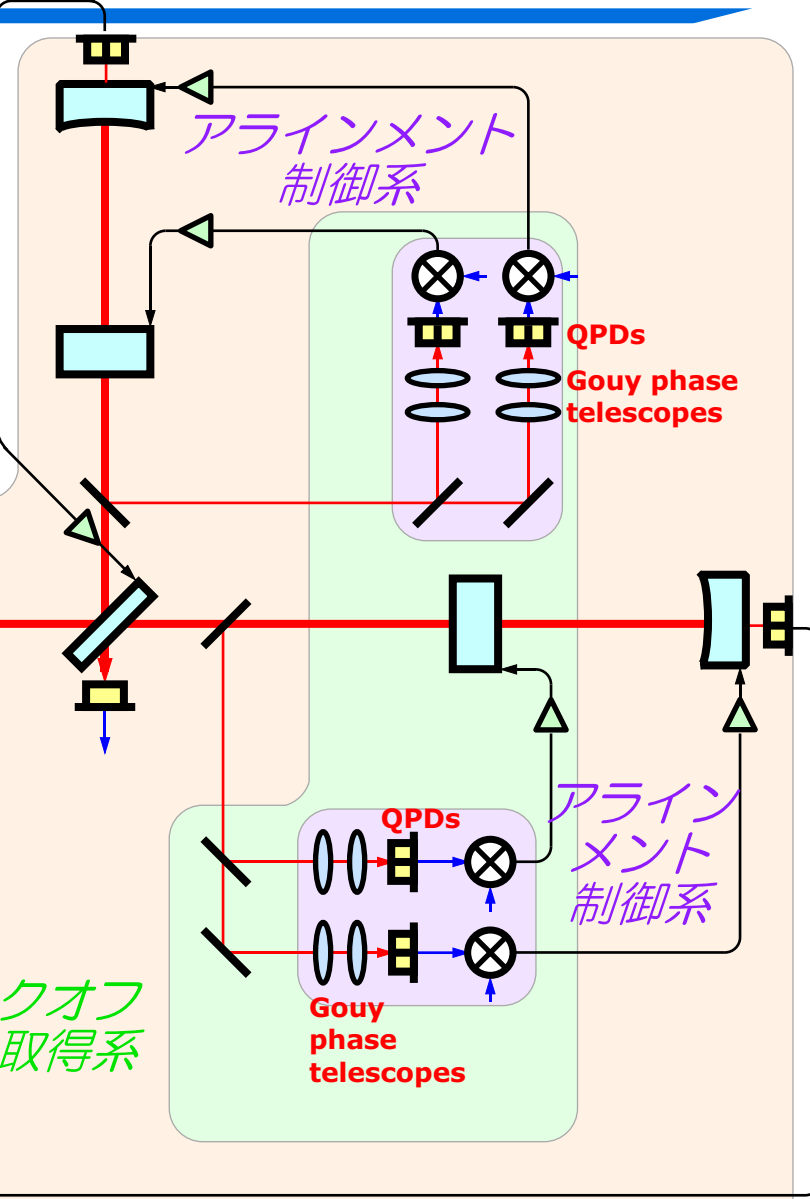 アラインメント
制御系
QPDs
Gouy phase
telescopes
QPDs
アライン
メント
制御系
Gouy
phase
telescopes
クオフ
取得系